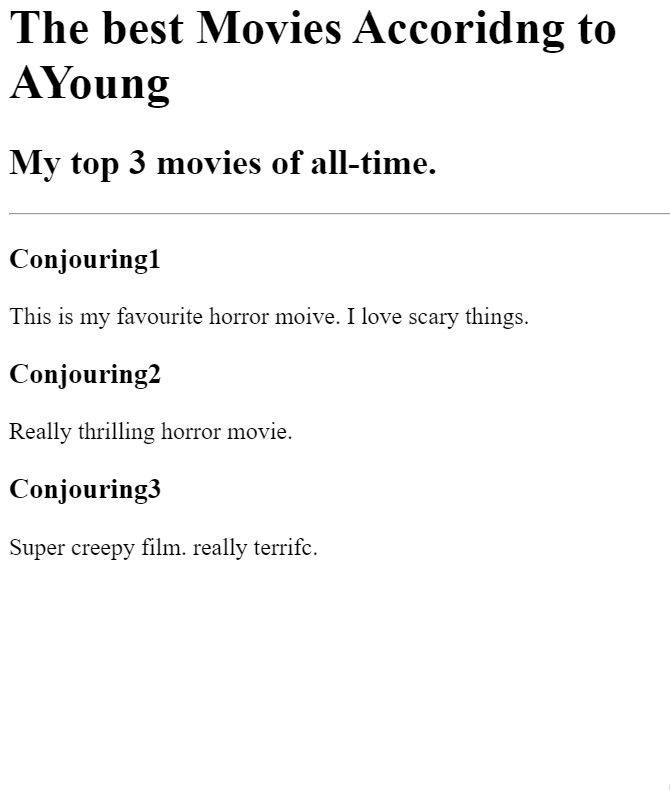 The best Movies Accoridng to
AYoung
My top 3 movies of all-time.
Conjouring1
This is my favourite horror moive. I love scary things.
Conjouring2
Really thrilling horror movie.
Conjouring3
Super creepy film. really terrifc.